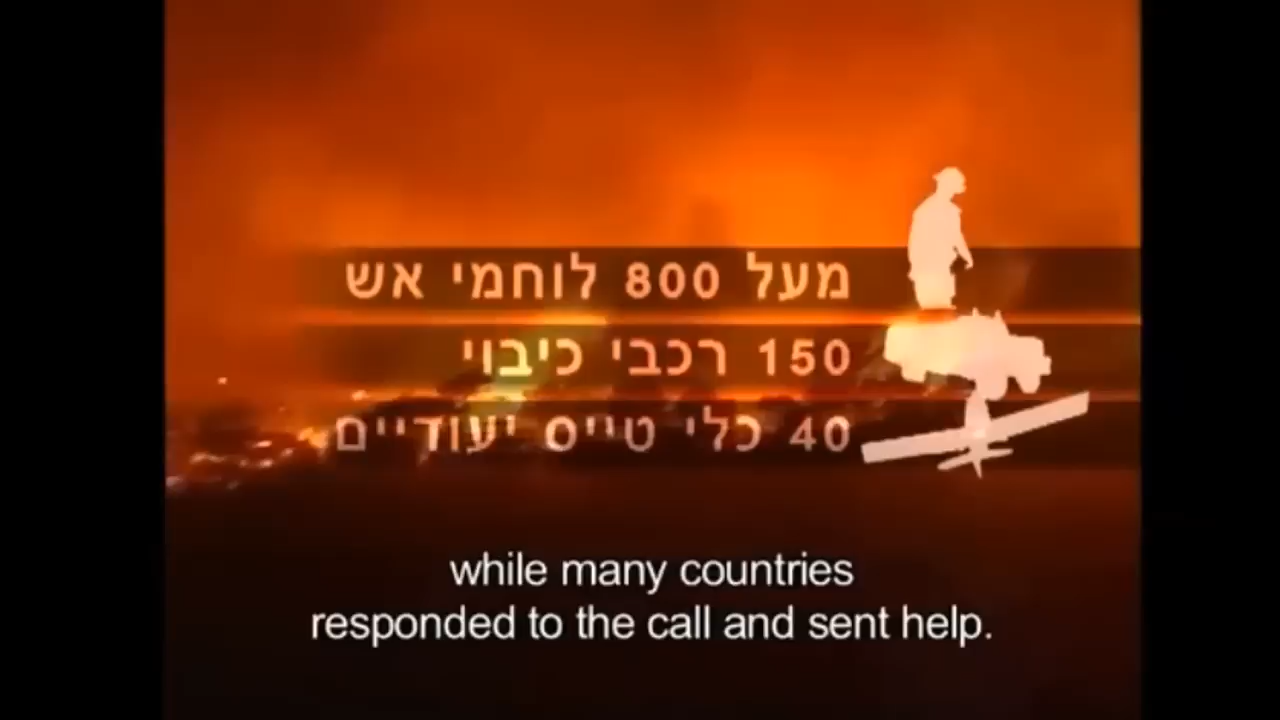 מעל 800 לוחמי אש
150 רכבי כיבוי
40 כלי טייס יעודיים
while many countries
responded to the call and sent help.